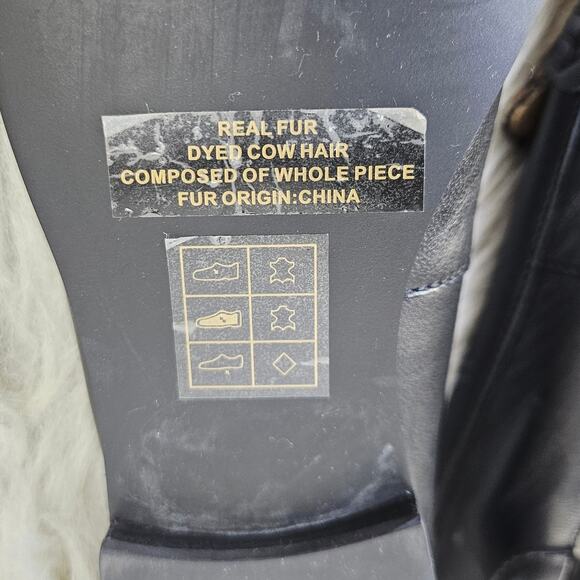 REAL FUR
DYED COW HAIR
COMPOSED OF WHOLE PIECE
FUR ORIGIN:CHINA